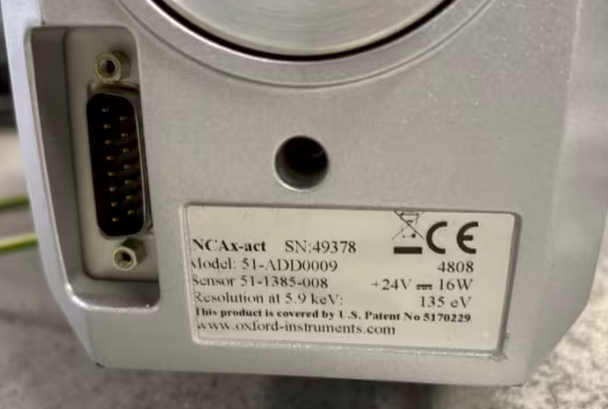 NCAx-act SN:49378
Model: 51-ADD0009 4808
Sensor 51-1385-008 +24V 16W
Resolution at 5.9 keV: 135 eV
This product is covered by U.S. Patent No 5170229
www.oxford-instruments.com
CE